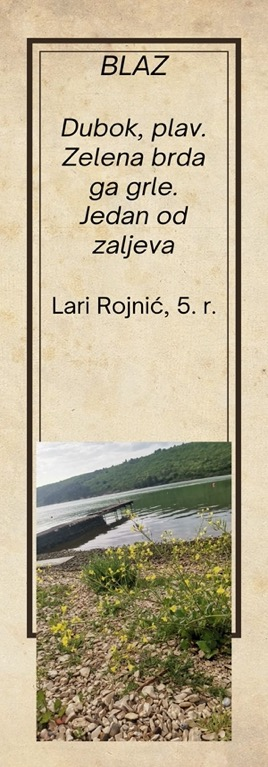 BLAZ
Dubok, plav.
Zelena brda
ga grle.
Jedan od
zaljeva
Lari Rojnić, 5. r.